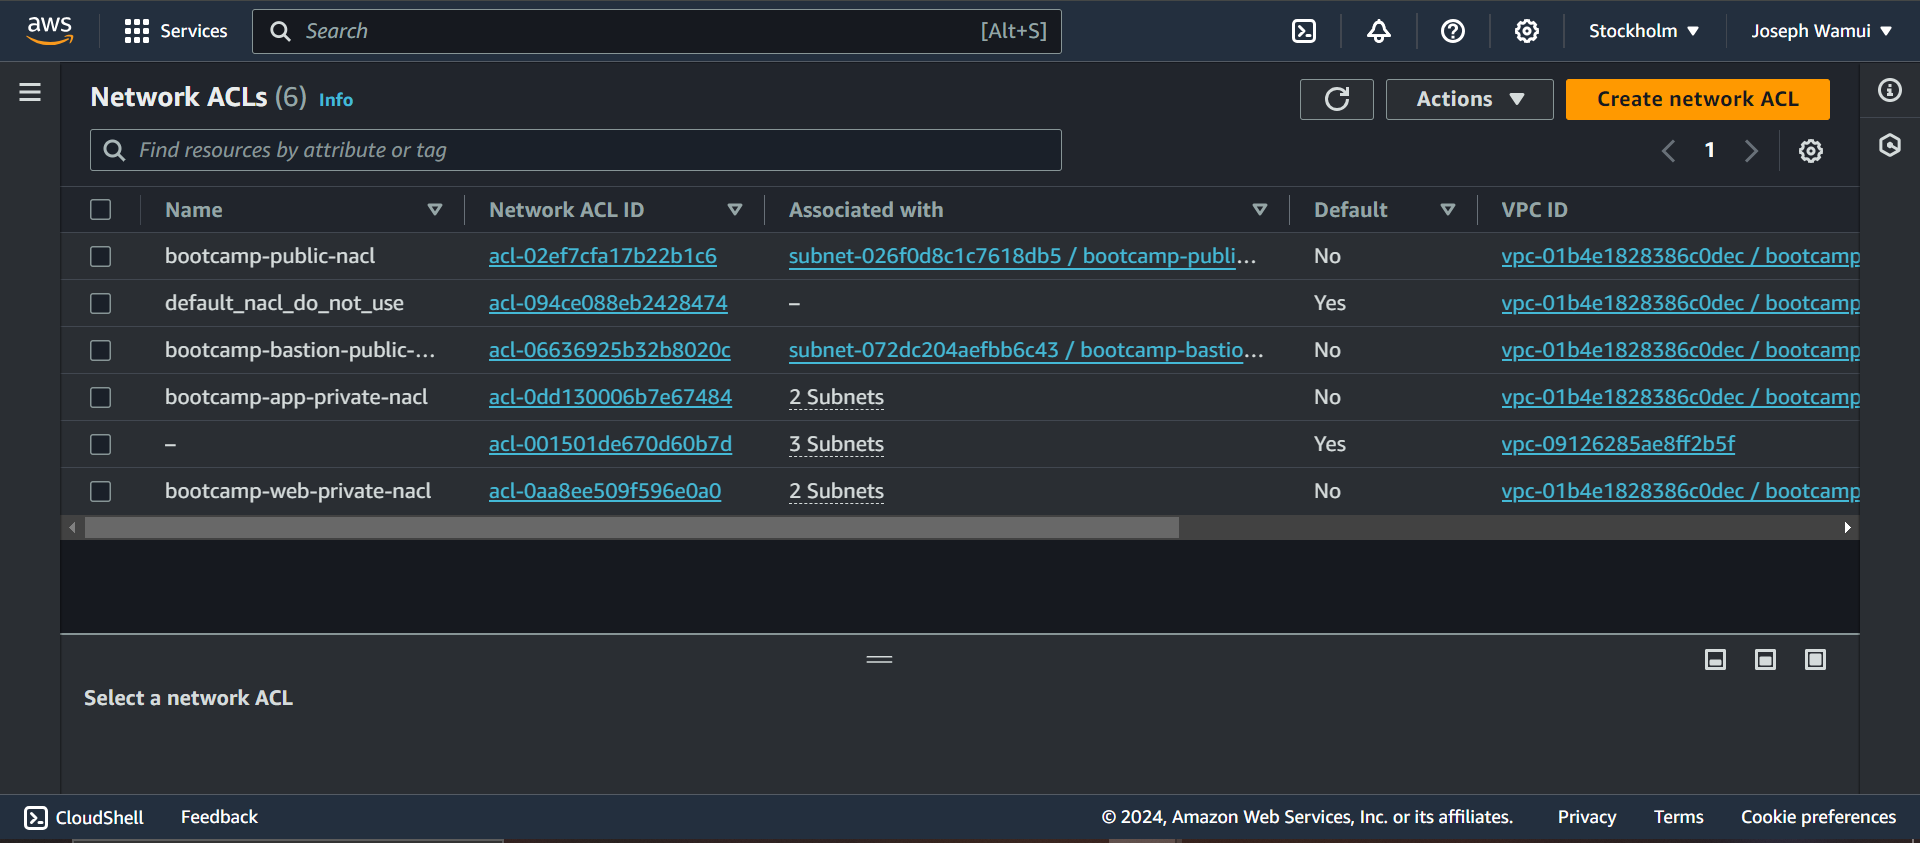 aws Services Search [Alt+S] Stockholm Joseph Wamui
Network ACLs (6) Info Actions Create network ACL
Find resources by attribute or tag 1
Name Network ACL ID Associated with Default VPC ID
bootcamp-public-nacl acl-02ef7cfa17b22b1c6 subnet-026f0d8c1c7618db5 / bootcamp-publi... No vpc-01b4e1828386c0dec / bootcamp
default_nacl_do_not_use acl-094ce088eb2428474 – Yes vpc-01b4e1828386c0dec / bootcamp
bootcamp-bastion-public-... acl-06636925b32b8020c subnet-072dc204aefbb6c43 / bootcamp-bastio... No vpc-01b4e1828386c0dec / bootcamp
bootcamp-app-private-nacl acl-0dd130006b7e67484 2 Subnets No vpc-01b4e1828386c0dec / bootcamp
– acl-001501de670d60b7d 3 Subnets Yes vpc-09126285ae8ff2b5f
bootcamp-web-private-nacl acl-0aa8ee509f596e0a0 2 Subnets No vpc-01b4e1828386c0dec / bootcamp
Select a network ACL
CloudShell Feedback © 2024, Amazon Web Services, Inc. or its affiliates. Privacy Terms Cookie preferences